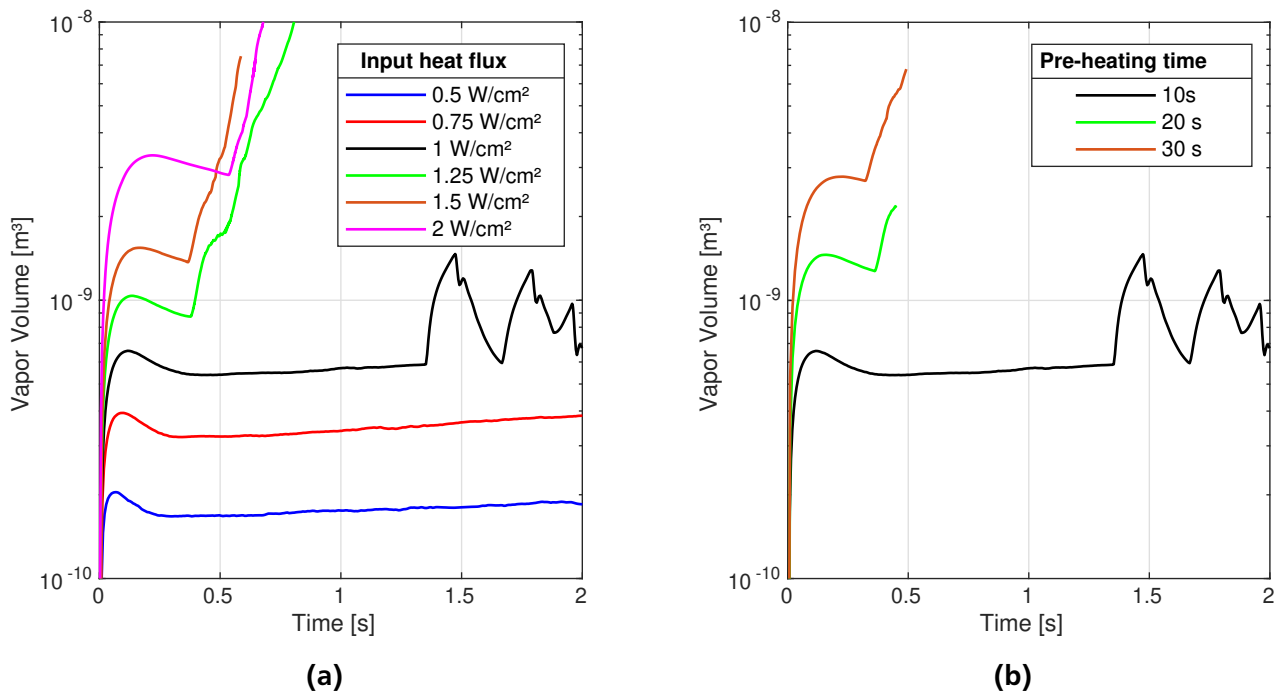 Vapor Volume [m³]
10⁻⁸
10⁻⁹
10⁻¹⁰
Input heat flux
0.5 W/cm²
0.75 W/cm²
1 W/cm²
1.25 W/cm²
1.5 W/cm²
2 W/cm²
0 0.5 1 1.5 2
Time [s]
(a)
Vapor Volume [m³]
10⁻⁸
10⁻⁹
10⁻¹⁰
Pre-heating time
10s
20 s
30 s
0 0.5 1 1.5 2
Time [s]
(b)